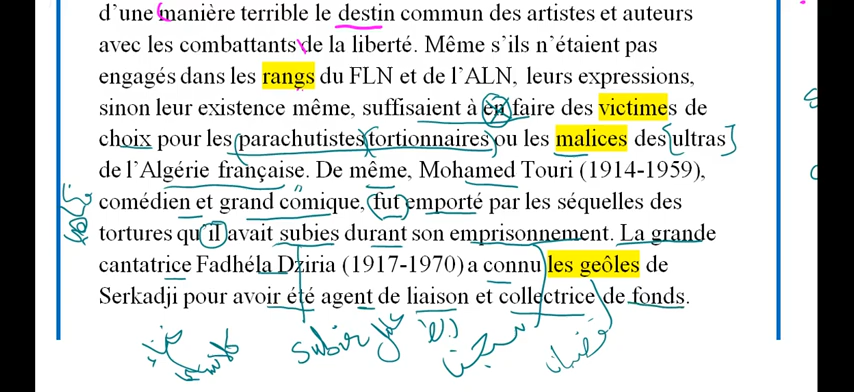 d’une manière terrible le destin commun des artistes et auteurs
avec les combattants de la liberté. Même s’ils n’étaient pas
engagés dans les rangs du FLN et de l’ALN, leurs expressions,
sinon leur existence même, suffisaient à en faire des victimes de
choix pour les parachutistes tortionnaires ou les malices des ultras
de l’Algérie française. De même, Mohamed Touri (1914-1959),
comédien et grand comique, fut emporté par les séquelles des
tortures qu’il avait subies durant son emprisonnement. La grande
cantatrice Fadhéla Dziria (1917-1970) a connu les geôles de
Serkadji pour avoir été agent de liaison et collectrice de fonds.
subir